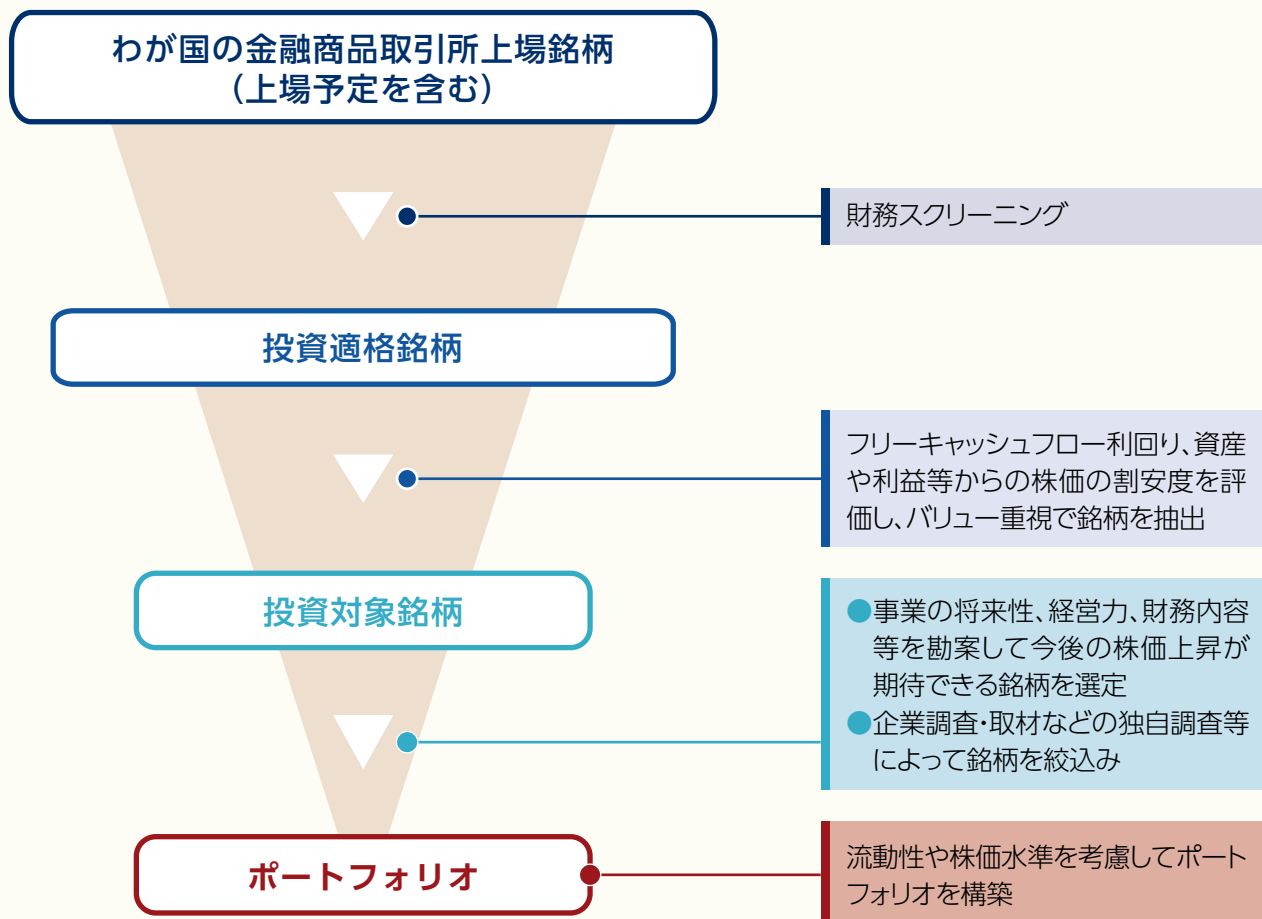 わが国の金融商品取引所上場銘柄
（上場予定を含む）
財務スクリーニング
投資適格銘柄
フリーキャッシュフロー利回り、資産
や利益等からの株価の割安度を評
価し、バリュー重視で銘柄を抽出
投資対象銘柄
●事業の将来性、経営力、財務内容
等を勘案して今後の株価上昇が
期待できる銘柄を選定
●企業調査・取材などの独自調査等
によって銘柄を絞込み
ポートフォリオ
流動性や株価水準を考慮してポート
フォリオを構築